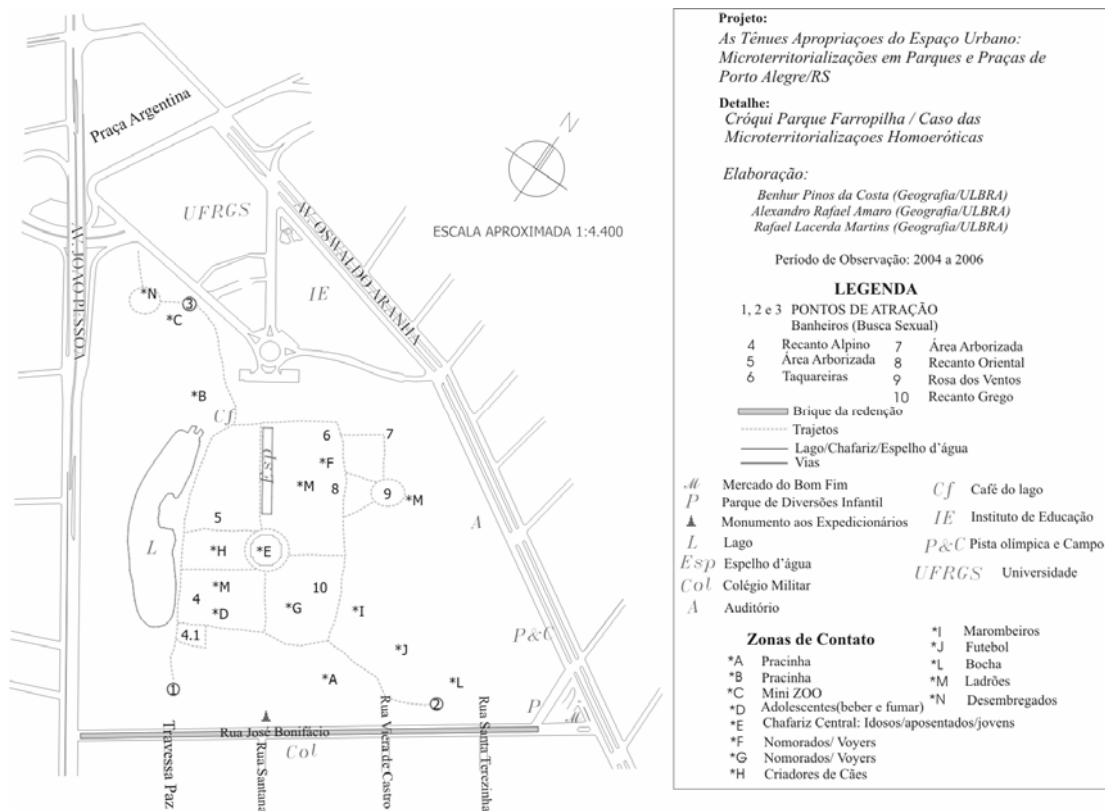 Praça Argentina
UFRGS
AV. JOÃO PESSOA
AV. OSWALDO ARANHA
N
ESCALA APROXIMADA 1:4.400
IE
*N
3
*C
*B
Cf
6
7
*F
*M
8
9
*M
esp
5
A
L
*H
*E
*M
4
*D
10
*G
*I
4.1
P&C
*J
*A
*L
1
2
P
M
Rua José Bonifácio
Col
Travessa Paz
Rua Santana
Rua Viera de Castro
Rua Santa Terezinha
Projeto:
As Tênues Apropriaçoes do Espaço Urbano:
Microterritorializações em Parques e Praças de
Porto Alegre/RS
Detalhe:
Cróqui Parque Farropilha / Caso das
Microterritorializaçoes Homoeróticas
Elaboração:
Benhur Pinos da Costa (Geografia/ULBRA)
Alexandro Rafael Amaro (Geografia/ULBRA)
Rafael Lacerda Martins (Geografia/ULBRA)
Período de Observação: 2004 a 2006
LEGENDA
1, 2 e 3 PONTOS DE ATRAÇÃO
Banheiros (Busca Sexual)
4 Recanto Alpino
5 Área Arborizada
6 Taquareiras
7 Área Arborizada
8 Recanto Oriental
9 Rosa dos Ventos
10 Recanto Grego
Brique da redenção
Trajetos
Lago/Chafariz/Espelho d'água
Vias
M Mercado do Bom Fim
P Parque de Diversões Infantil
Monumento aos Expedicionários
L Lago
Esp Espelho d'água
Col Colégio Militar
A Auditório
Cf Café do lago
IE Instituto de Educação
P&C Pista olímpica e Campo
UFRGS Universidade
Zonas de Contato
*A Pracinha
*B Pracinha
*C Mini ZOO
*D Adolescentes(beber e fumar)
*E Chafariz Central: Idosos/aposentados/jovens
*F Nomorados/ Voyers
*G Nomorados/ Voyers
*H Criadores de Cães
*I Marombeiros
*J Futebol
*L Bocha
*M Ladrões
*N Desembregados